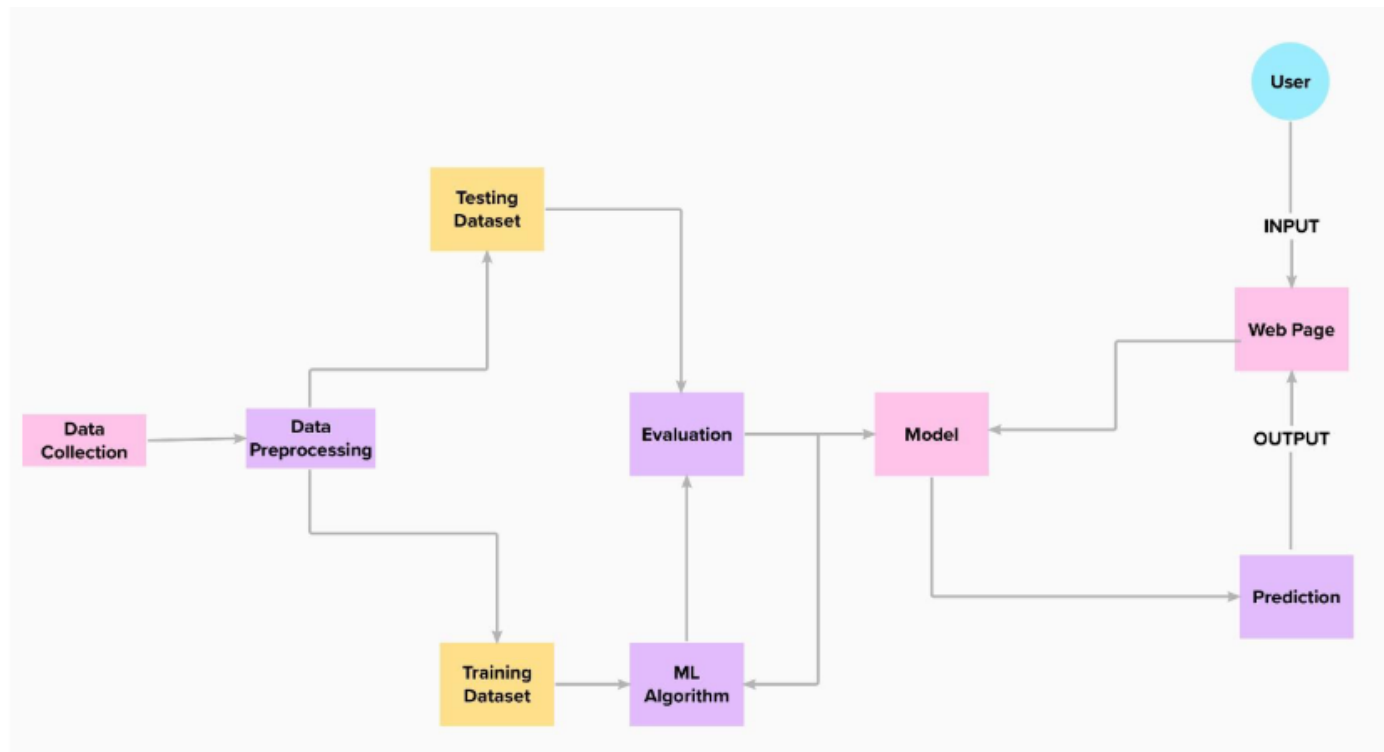 User
INPUT
Web Page
OUTPUT
Prediction
Testing
Dataset
Data
Collection
Data
Preprocessing
Evaluation
Model
Training
Dataset
ML
Algorithm